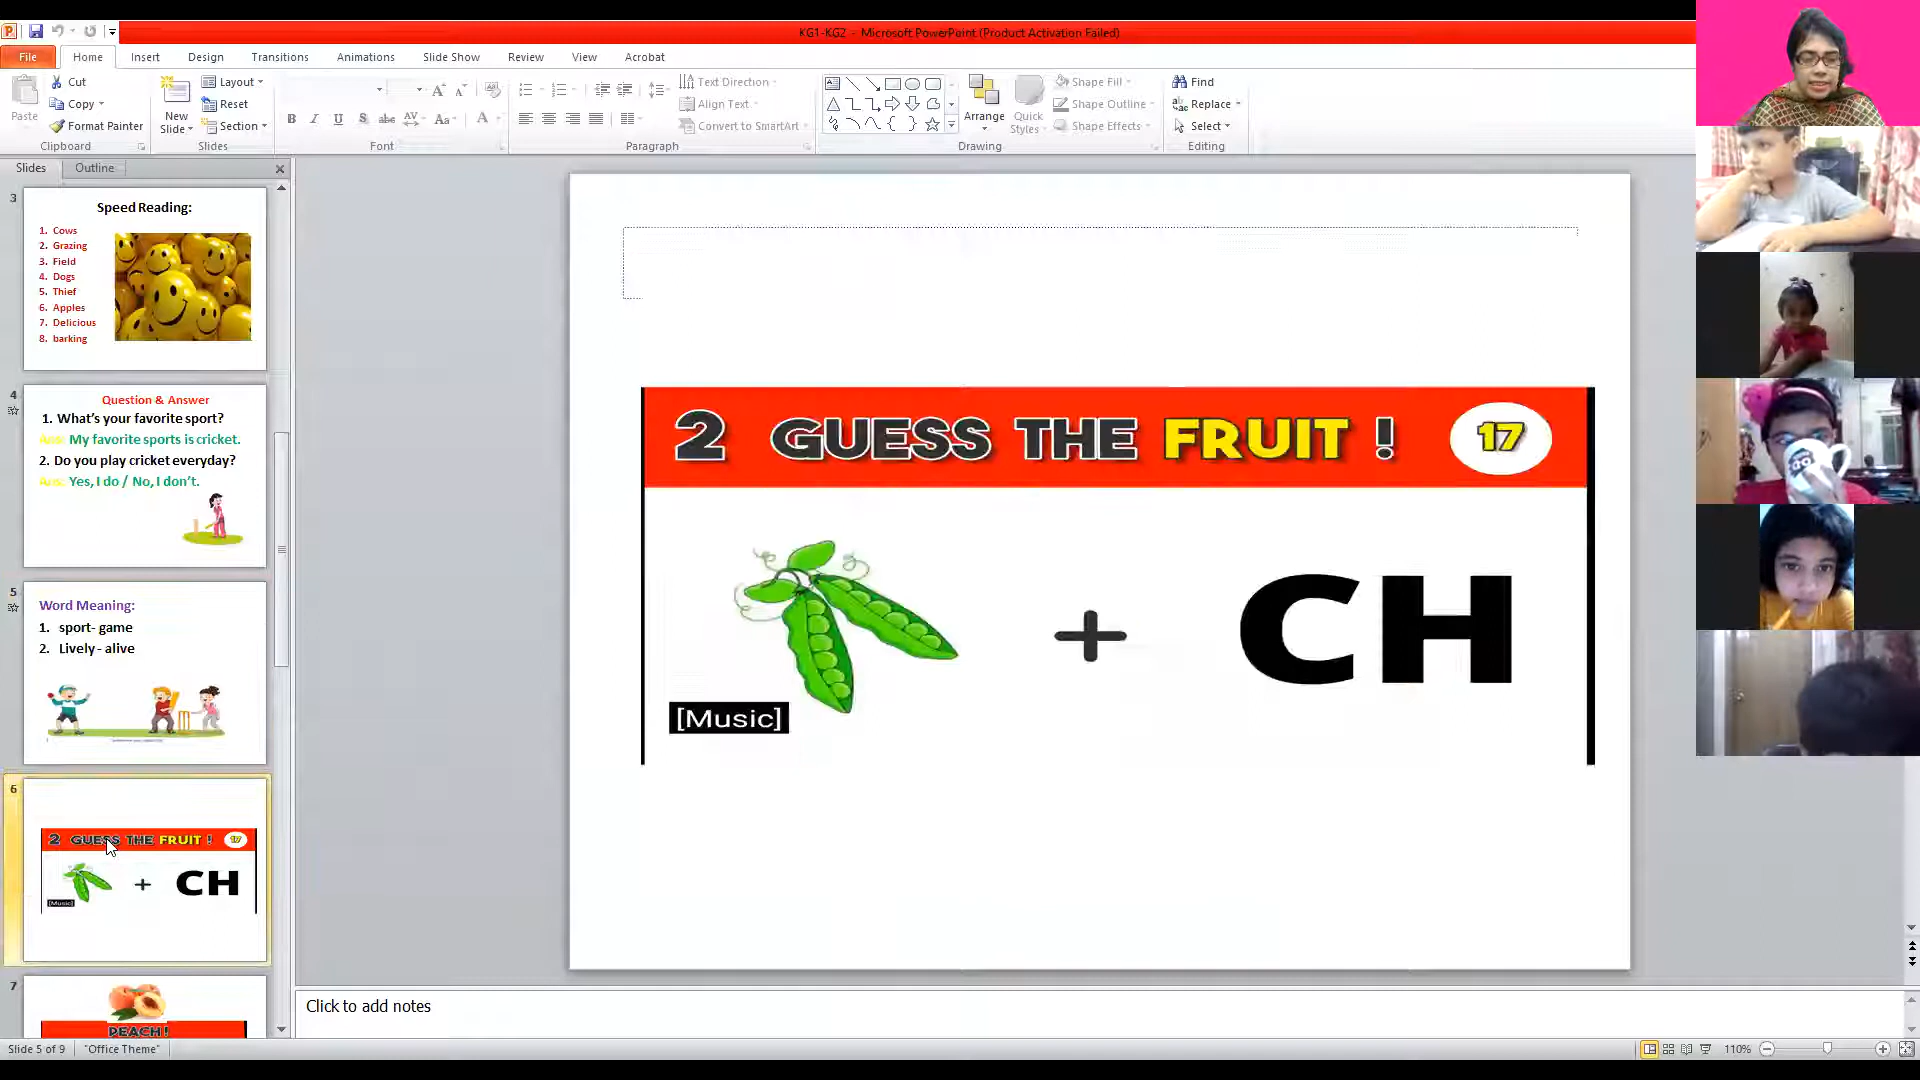 KG1-KG2 - Microsoft PowerPoint (Product Activation Failed)
File Home Insert Design Transitions Animations Slide Show Review View Acrobat
Paste
Cut
Copy
Format Painter
Clipboard
New Slide
Layout
Reset
Section
Slides
B I U S abc AV Aa A
Font
Text Direction
Align Text
Convert to SmartArt
Paragraph
Arrange
Quick Styles
Shape Fill
Shape Outline
Shape Effects
Drawing
Find
Replace
Select
Editing
Slides Outline
3
Speed Reading:
1. Cows
2. Grazing
3. Field
4. Dogs
5. Thief
6. Apples
7. Delicious
8. barking
4
Question & Answer
1. What's your favorite sport?
Ans: My favorite sports is cricket.
2. Do you play cricket everyday?
Ans: Yes, I do / No, I don't.
5
Word Meaning:
1. sport- game
2. Lively - alive
6
2 GUESS THE FRUIT ! 17
+ CH
[Music]
7
PEACH!
2 GUESS THE FRUIT ! 17
+ CH
[Music]
Click to add notes
Slide 5 of 9 "Office Theme" 110%